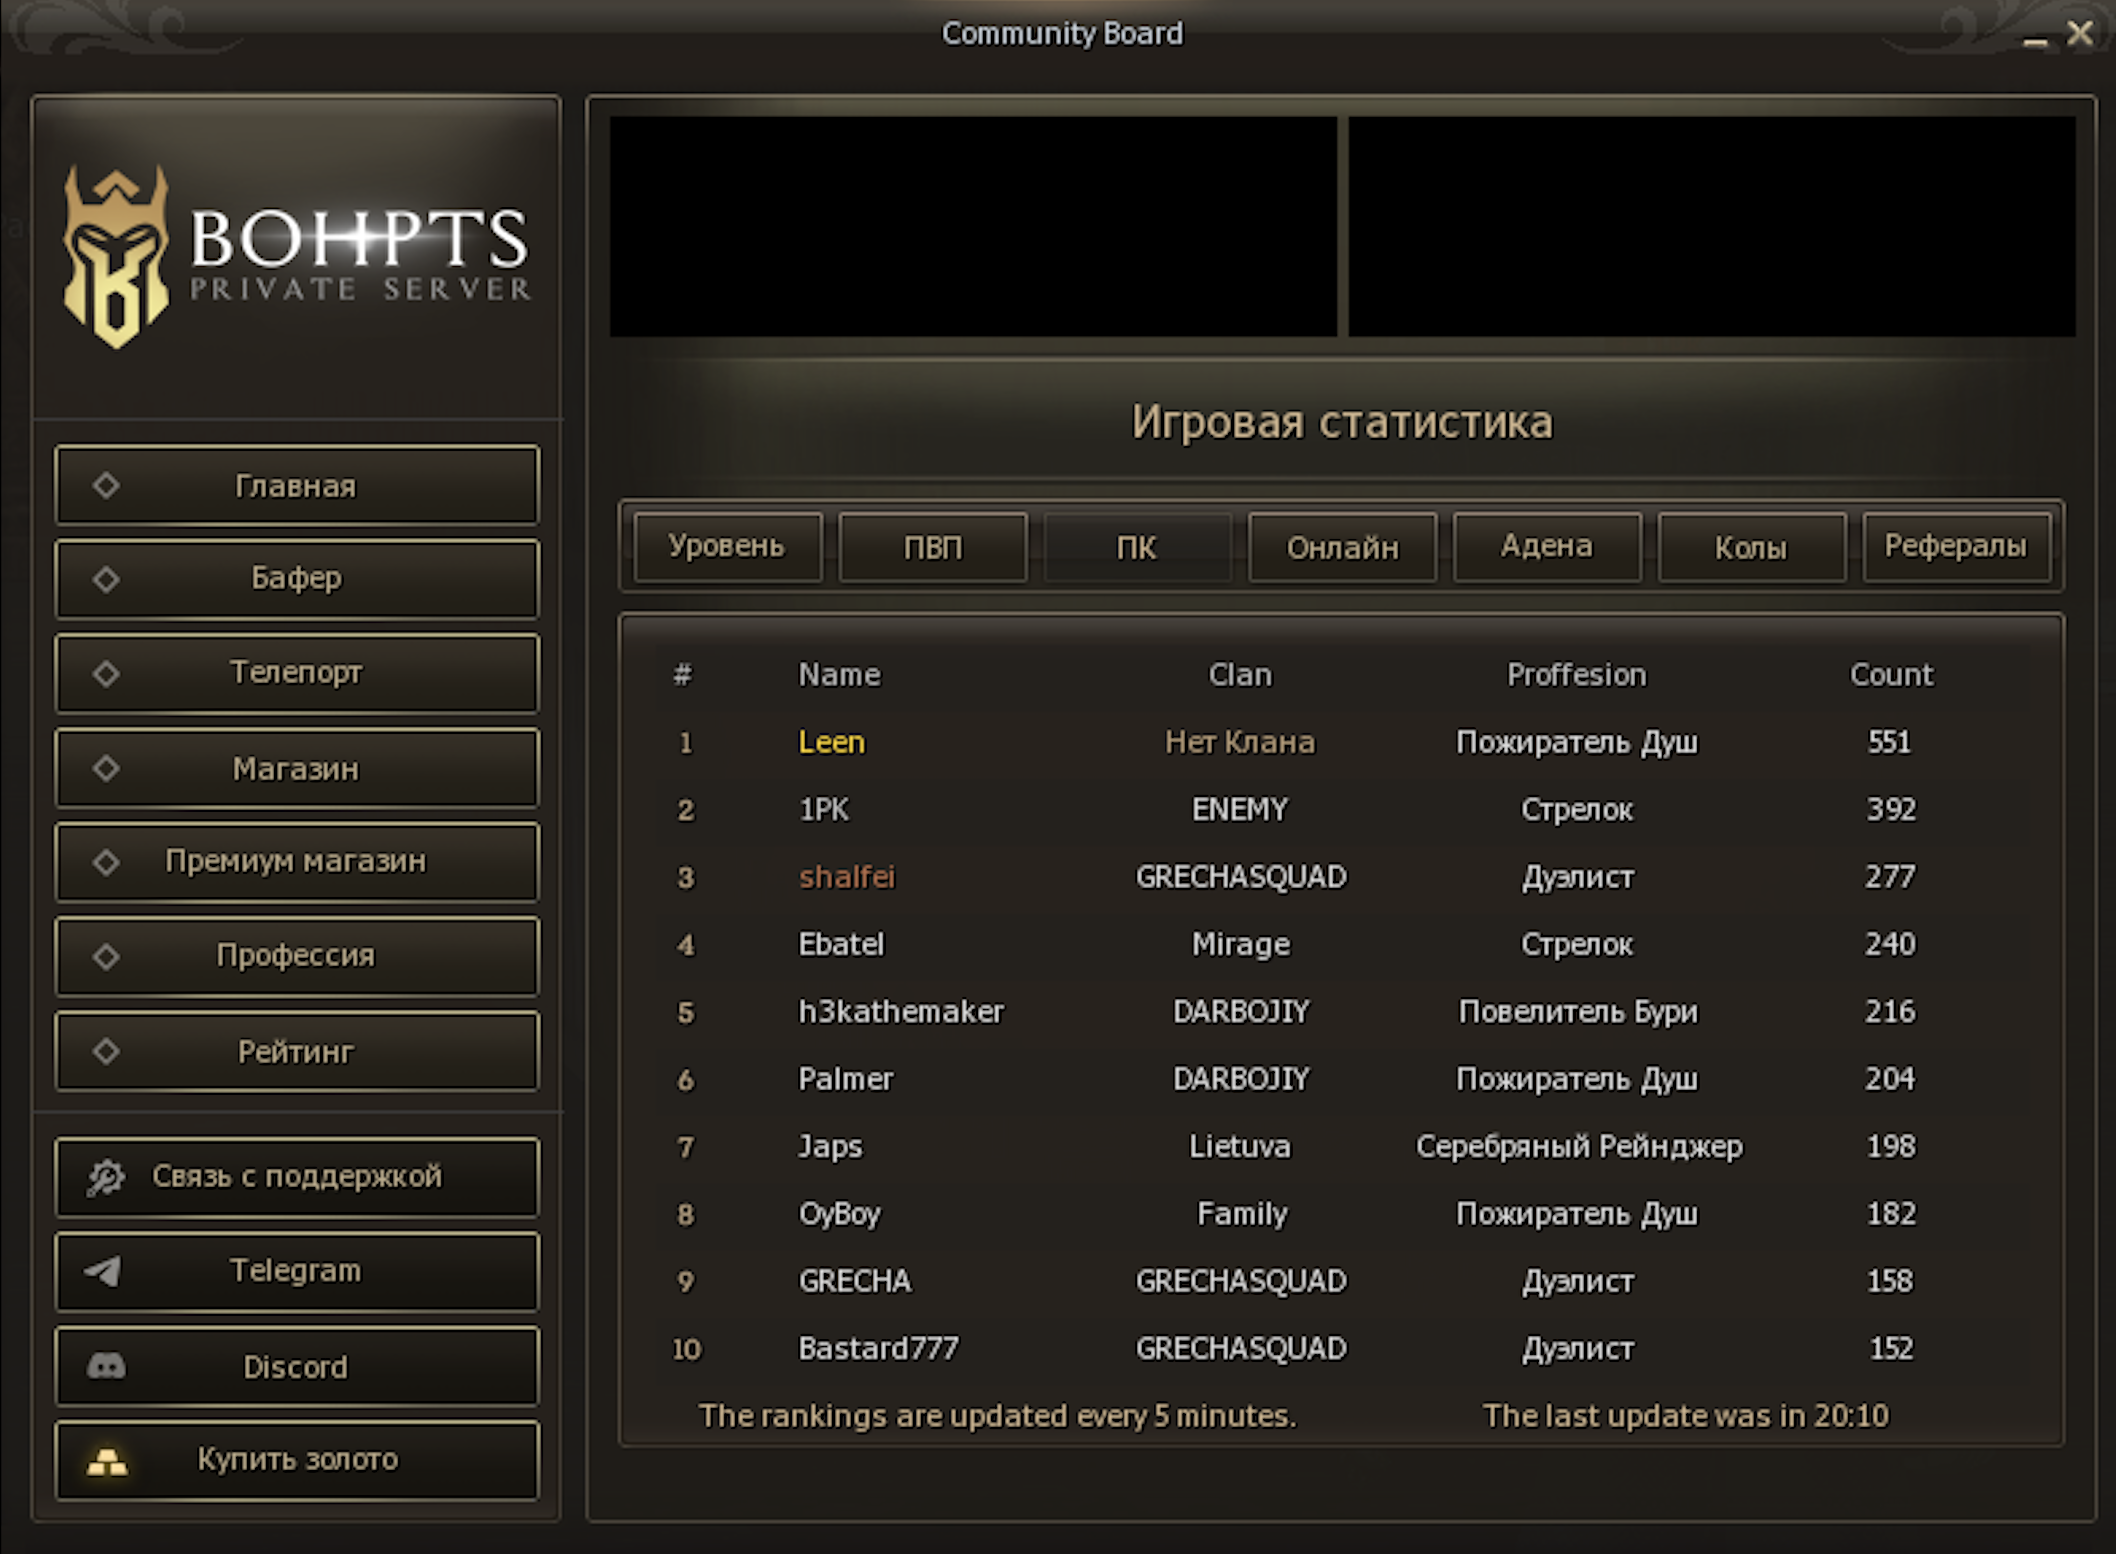 Community Board
BOHPTS
PRIVATE SERVER
Главная
Бафер
Телепорт
Магазин
Премиум магазин
Профессия
Рейтинг
Связь с поддержкой
Telegram
Discord
Купить золото
Игровая статистика
Уровень ПВП ПК Онлайн Адена Колы Рефералы
# Name Clan Proffesion Count
1 Leen Нет Клана Пожиратель Душ 551
2 1PK ENEMY Стрелок 392
3 shalfei GRECHASQUAD Дуэлист 277
4 Ebatel Mirage Стрелок 240
5 h3kathemaker DARBOJIY Повелитель Бури 216
6 Palmer DARBOJIY Пожиратель Душ 204
7 Japs Lietuva Серебряный Рейнджер 198
8 OyBoy Family Пожиратель Душ 182
9 GRECHA GRECHASQUAD Дуэлист 158
10 Bastard777 GRECHASQUAD Дуэлист 152
The rankings are updated every 5 minutes. The last update was in 20:10